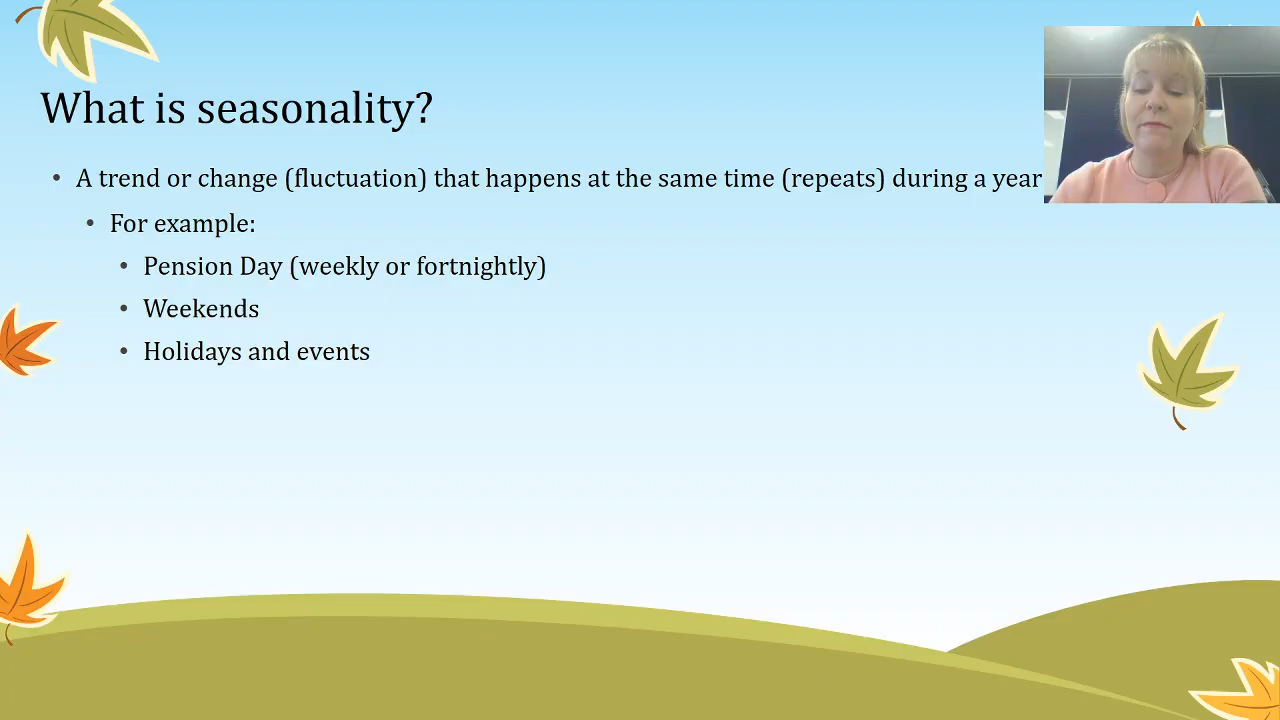 What is seasonality?
• A trend or change (fluctuation) that happens at the same time (repeats) during a year
• For example:
• Pension Day (weekly or fortnightly)
• Weekends
• Holidays and events